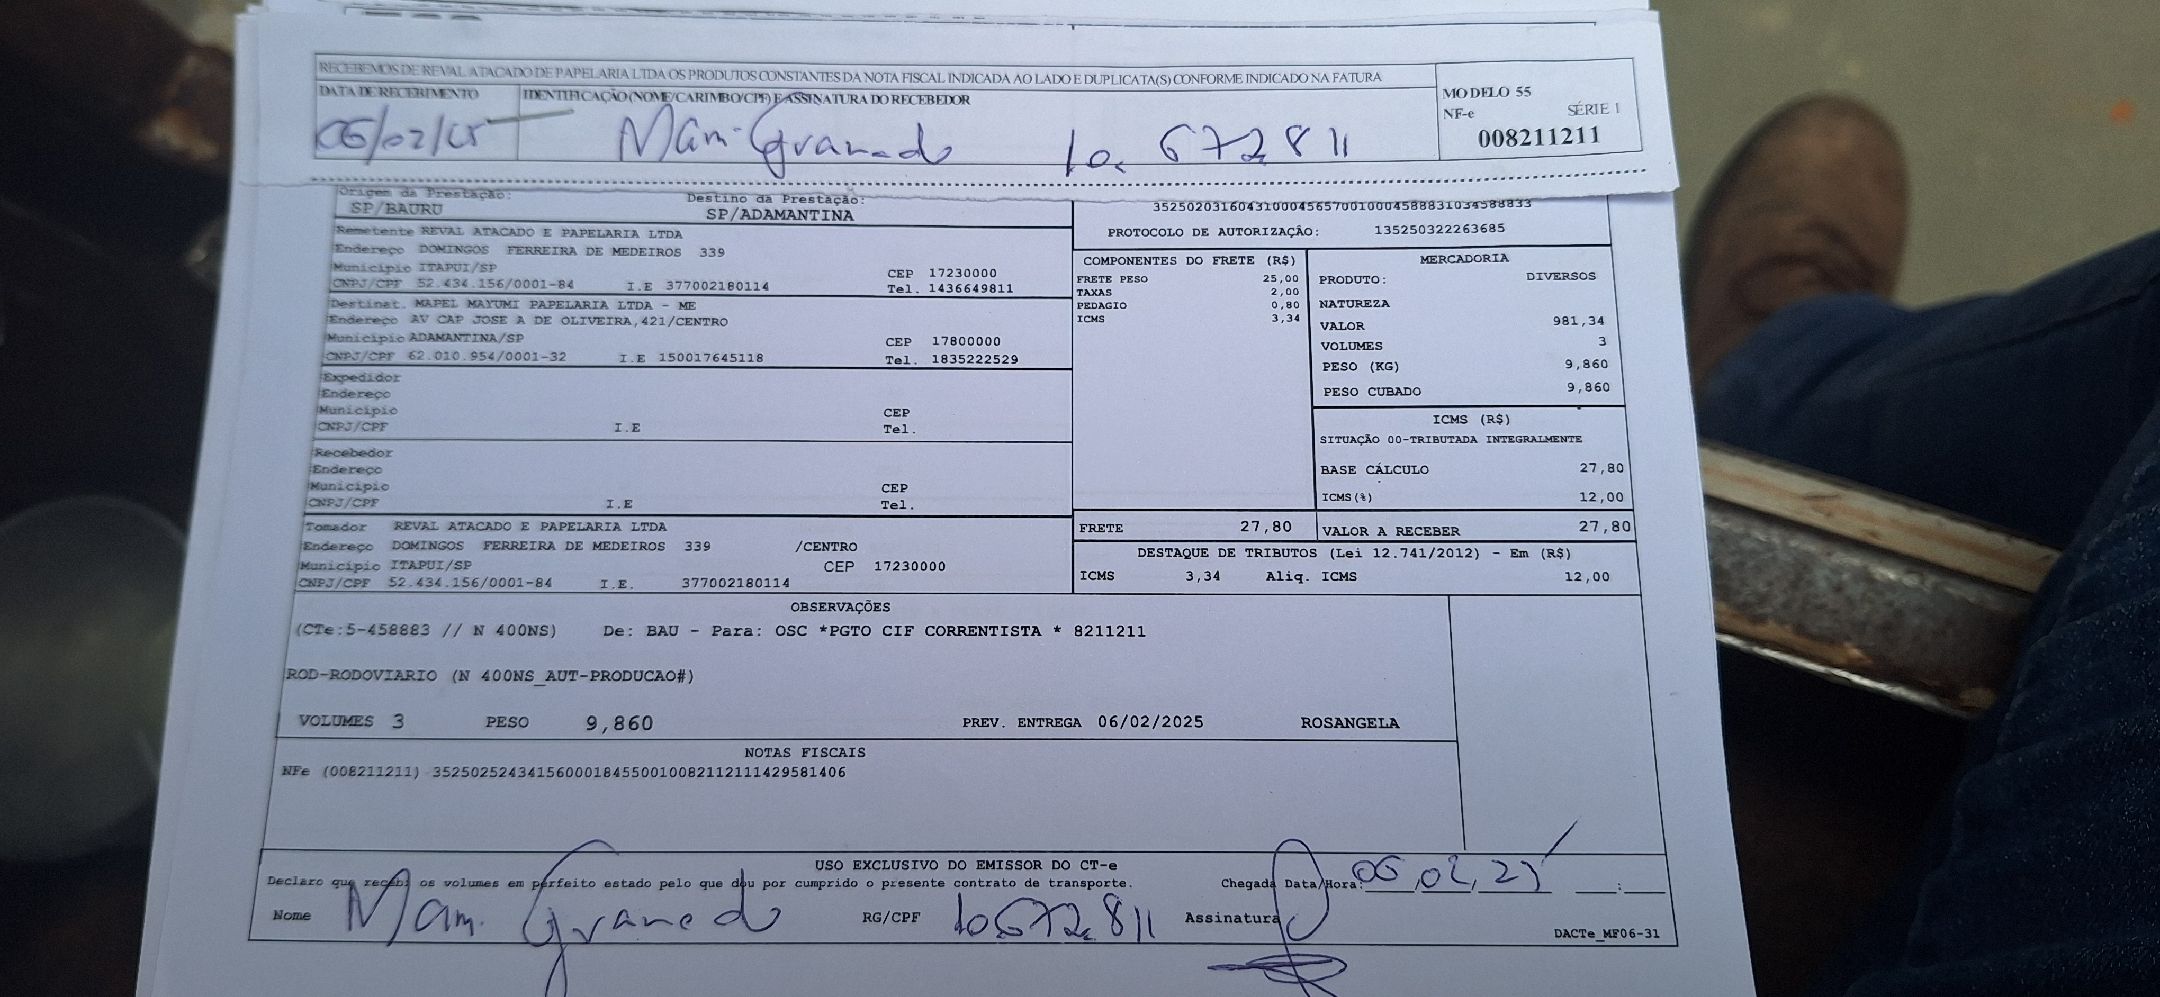 RECEBEMOS DE REVAL ATACADO DE PAPELARIA LTDA OS PRODUTOS CONSTANTES DA NOTA FISCAL INDICADA AO LADO E DUPLICATA(S) CONFORME INDICADO NA FATURA
DATA DE RECEBIMENTO IDENTIFICAÇÃO (NOME/CARIMBO/CPF) E ASSINATURA DO RECEBEDOR
MODELO 55
NF-e SÉRIE 1
008211211
06/02/25 Granado 10.672811
Origem da Prestação: Destino da Prestação:
SP/BAURU SP/ADAMANTINA
PROTOCOLO DE AUTORIZAÇÃO: 135250322263685
Remetente REVAL ATACADO E PAPELARIA LTDA
Endereço DOMINGOS FERREIRA DE MEDEIROS 339
Município ITAPUI/SP CEP 17230000
CNPJ/CPF 52.434.156/0001-84 I.E 377002180114 Tel. 1436649811
Destinat. MAPEL MAYUMI PAPELARIA LTDA - ME
Endereço AV CAP JOSE A DE OLIVEIRA,421/CENTRO
Município ADAMANTINA/SP CEP 17800000
CNPJ/CPF 62.010.954/0001-32 I.E 150017645118 Tel. 1835222529
Expedidor
Endereço
Município CEP
CNPJ/CPF I.E Tel.
Recebedor
Endereço
Município CEP
CNPJ/CPF I.E Tel.
Tomador REVAL ATACADO E PAPELARIA LTDA
Endereço DOMINGOS FERREIRA DE MEDEIROS 339 /CENTRO
Município ITAPUI/SP CEP 17230000
CNPJ/CPF 52.434.156/0001-84 I.E. 377002180114
COMPONENTES DO FRETE (R$)
FRETE PESO 25,00
TAXAS 2,00
PEDAGIO 0,80
ICMS 3,34
MERCADORIA
PRODUTO: DIVERSOS
NATUREZA
VALOR 981,34
VOLUMES 3
PESO (KG) 9,860
PESO CUBADO 9,860
ICMS (R$)
SITUAÇÃO 00-TRIBUTADA INTEGRALMENTE
BASE CÁLCULO 27,80
ICMS(%) 12,00
FRETE 27,80 VALOR A RECEBER 27,80
DESTAQUE DE TRIBUTOS (Lei 12.741/2012) - Em (R$)
ICMS 3,34 Aliq. ICMS 12,00
OBSERVAÇÕES
(CTe:5-458883 // N 400NS) De: BAU - Para: OSC *PGTO CIF CORRENTISTA * 8211211
ROD-RODOVIARIO (N 400NS_AUT-PRODUCAO#)
VOLUMES 3 PESO 9,860 PREV. ENTREGA 06/02/2025 ROSANGELA
NOTAS FISCAIS
NFe (008211211) 35250252434156000184550010082112111429581406
USO EXCLUSIVO DO EMISSOR DO CT-e
Declaro que recebi os volumes em perfeito estado pelo que dou por cumprido o presente contrato de transporte. Chegada Data/Hora: 06,02,25 :
Nome Granado RG/CPF 10.672811 Assinatura
DACTe_MF06-31